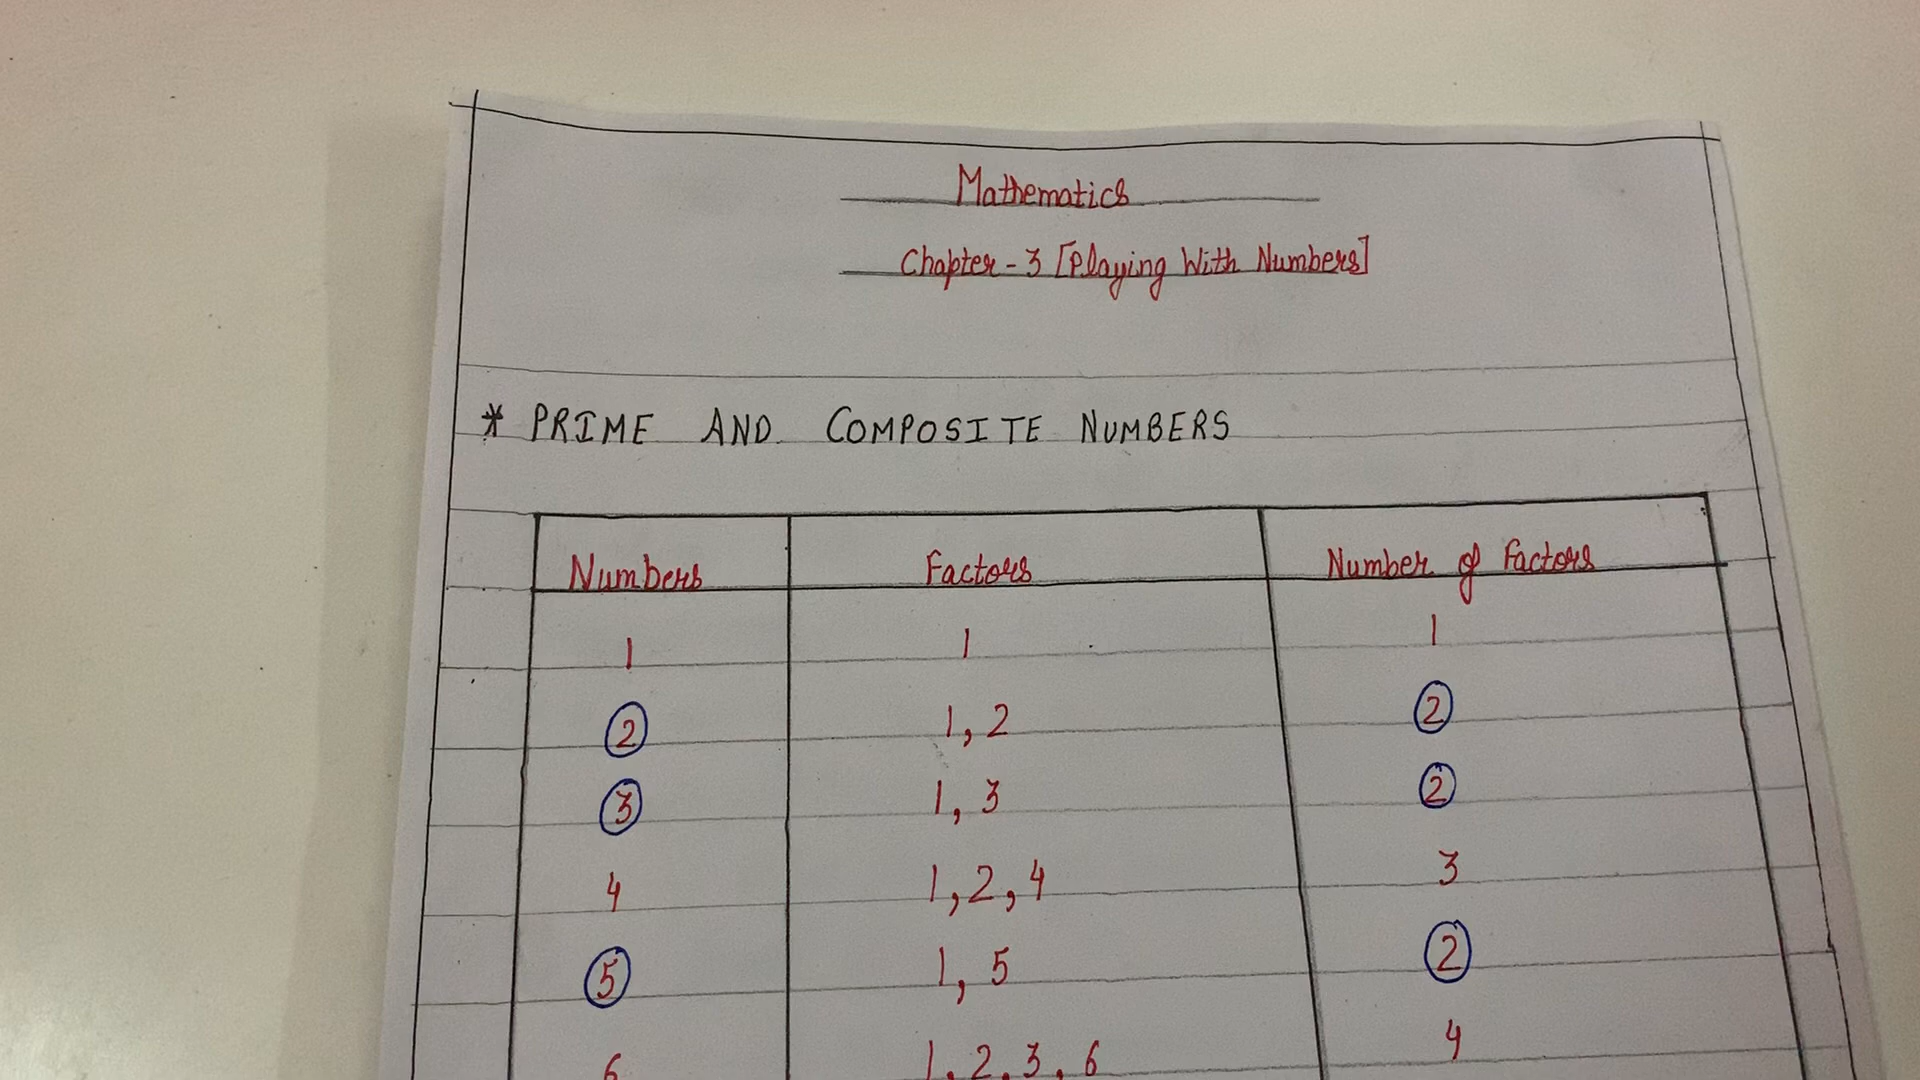 Mathematics
Chapter - 3 [Playing With Numbers]
* PRIME AND COMPOSITE NUMBERS
Numbers Factors Number of Factors
1 1 1
2 1, 2 2
3 1, 3 2
4 1, 2, 4 3
5 1, 5 2
6 1, 2, 3, 6 4